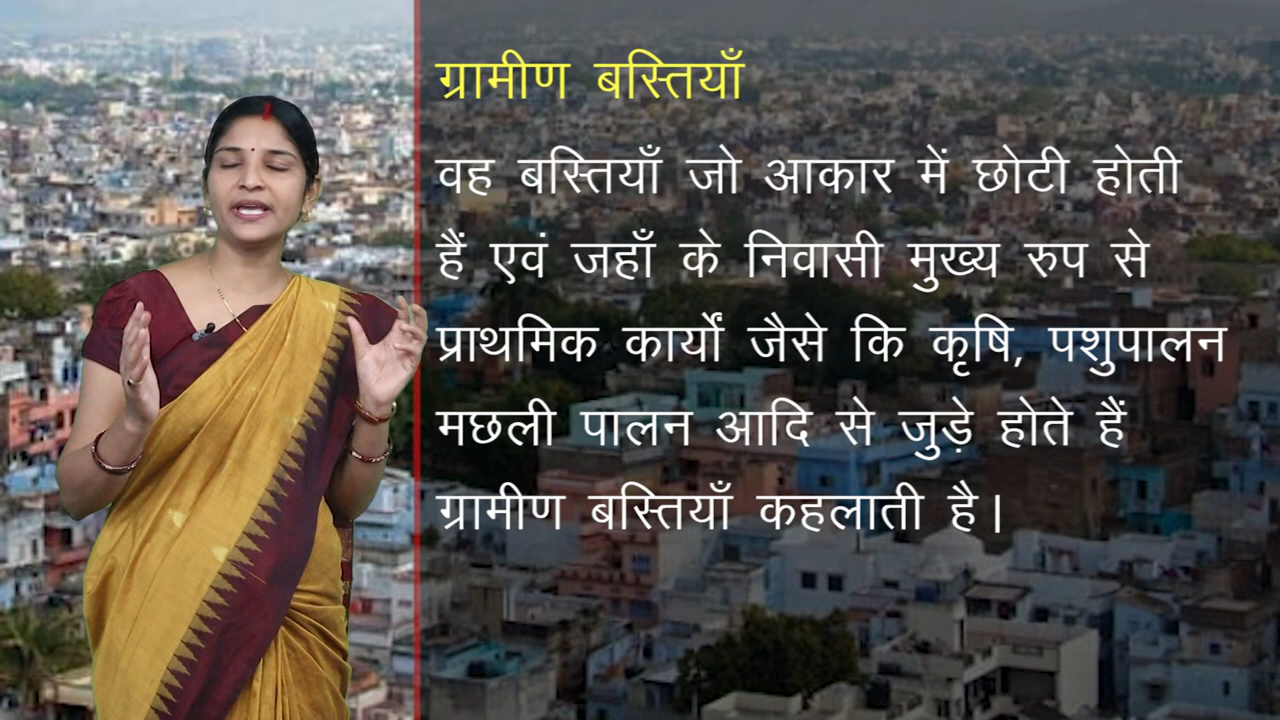 ग्रामीण बस्तियाँ
वह बस्तियाँ जो आकार में छोटी होती
हैं एवं जहाँ के निवासी मुख्य रुप से
प्राथमिक कार्यों जैसे कि कृषि, पशुपालन
मछली पालन आदि से जुड़े होते हैं
ग्रामीण बस्तियाँ कहलाती है।